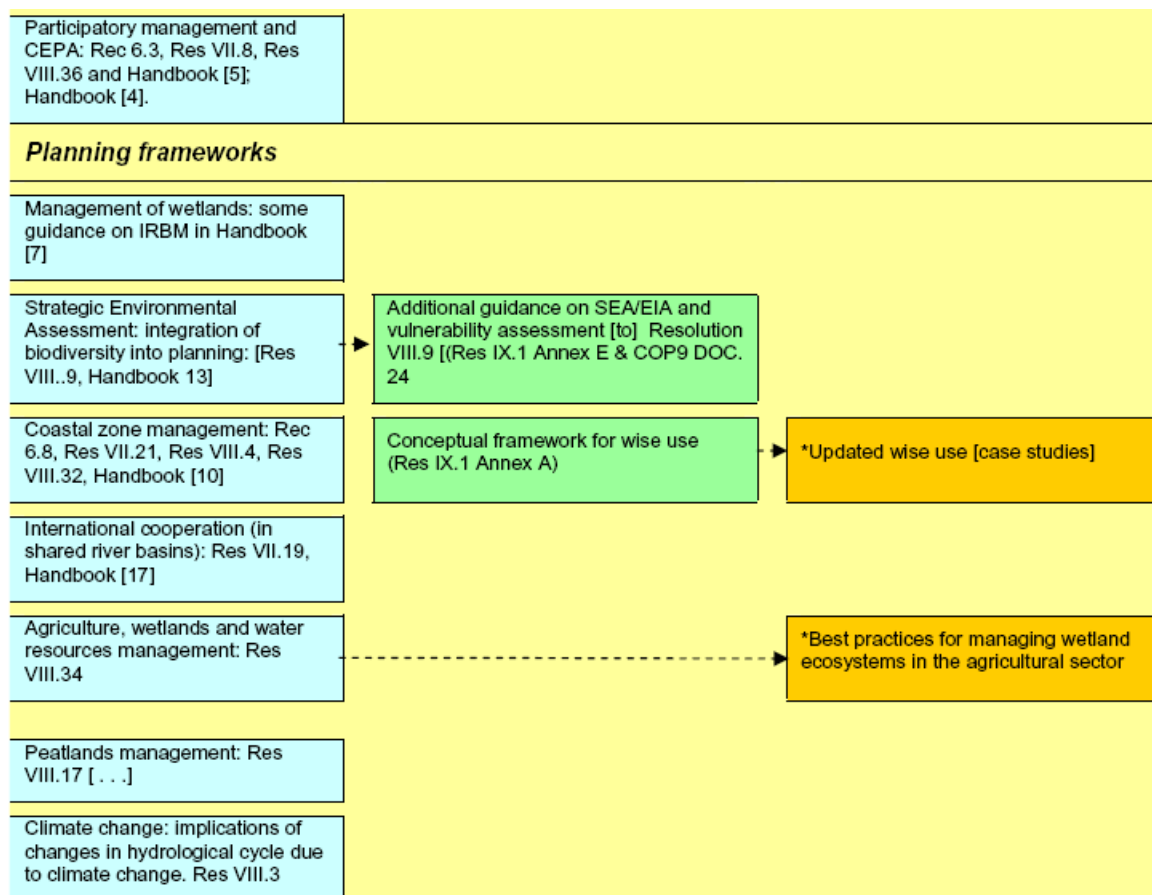 Participatory management and
CEPA: Rec 6.3, Res VII.8, Res
VIII.36 and Handbook [5];
Handbook [4].
Planning frameworks
Management of wetlands: some
guidance on IRBM in Handbook
[7]
Strategic Environmental
Assessment: integration of
biodiversity into planning: [Res
VIII..9, Handbook 13]
Additional guidance on SEA/EIA and
vulnerability assessment [to]  Resolution
VIII.9 [(Res IX.1 Annex E & COP9 DOC.
24
Coastal zone management: Rec
6.8, Res VII.21, Res VIII.4, Res
VIII.32, Handbook [10]
Conceptual framework for wise use
(Res IX.1 Annex A)
*Updated wise use [case studies]
International cooperation (in
shared river basins): Res VII.19,
Handbook [17]
Agriculture, wetlands and water
resources management: Res
VIII.34
*Best practices for managing wetland
ecosystems in the agricultural sector
Peatlands management: Res
VIII.17 [ . . .]
Climate change: implications of
changes in hydrological cycle due
to climate change. Res VIII.3